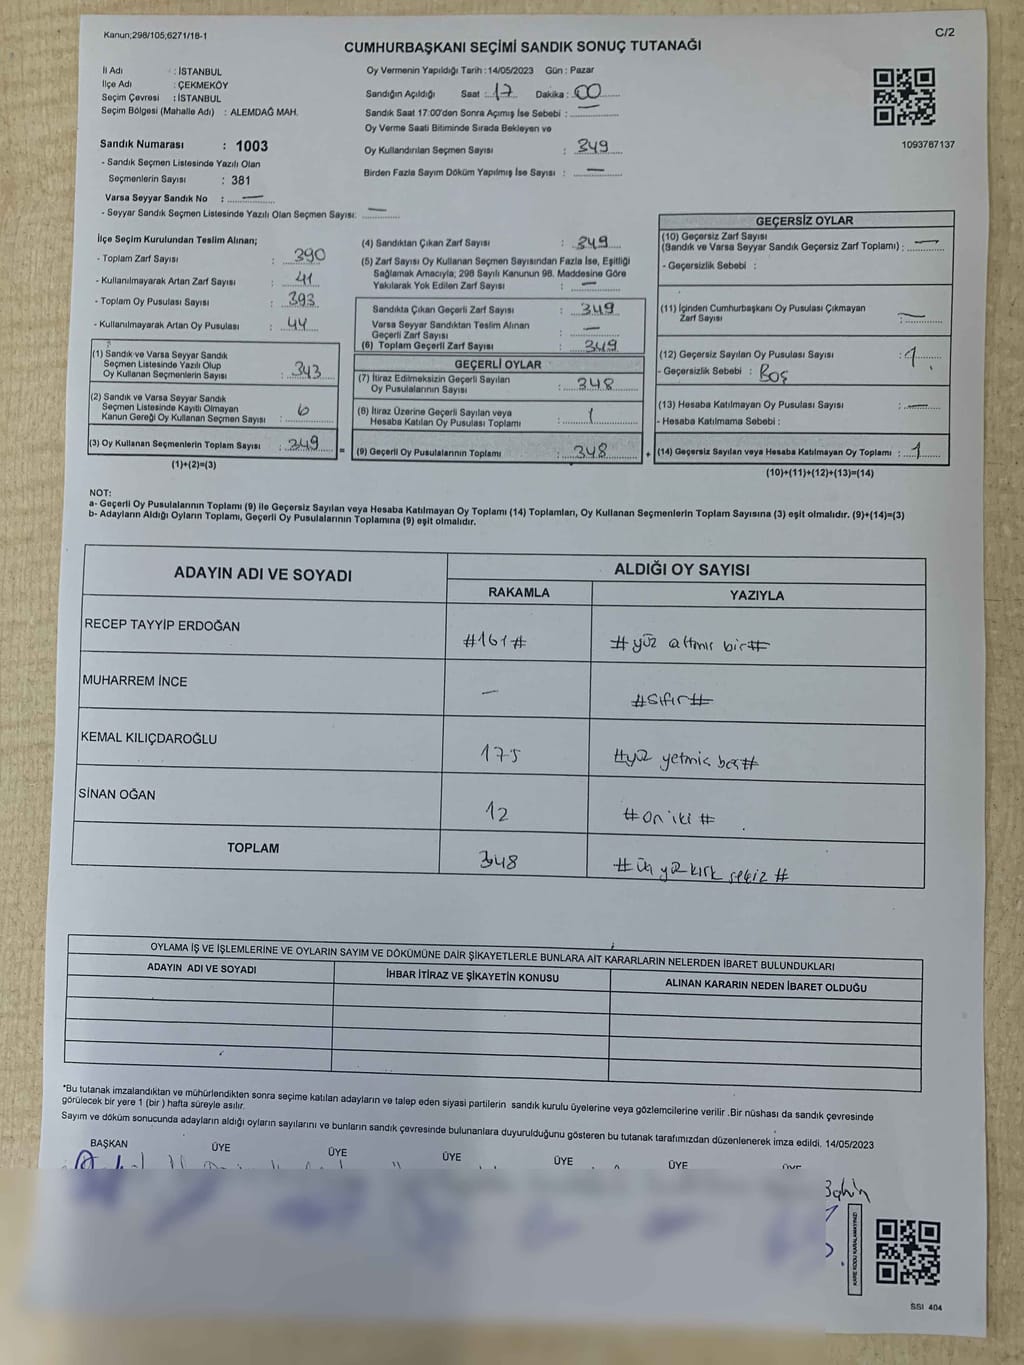 Kanun;298/105,6271/18-1
C/2
CUMHURBAŞKANI SEÇİMİ SANDIK SONUÇ TUTANAĞI
İl Adı : İSTANBUL
İlçe Adı : ÇEKMEKÖY
Seçim Çevresi : İSTANBUL
Seçim Bölgesi (Mahalle Adı) : ALEMDAĞ MAH.
Oy Vermenin Yapıldığı Tarih : 14/05/2023 Gün : Pazar
Sandığın Açıldığı Saat : 17 Dakika : 00
Sandık Saat 17:00'den Sonra Açımış İse Sebebi : —
Oy Verme Saati Bitiminde Sırada Bekleyen ve
Oy Kullandırılan Seçmen Sayısı : 349
Birden Fazla Sayım Döküm Yapılmış İse Sayısı : —
1093787137
Sandık Numarası : 1003
- Sandık Seçmen Listesinde Yazılı Olan
Seçmenlerin Sayısı : 381
Varsa Seyyar Sandık No : —
- Seyyar Sandık Seçmen Listesinde Yazılı Olan Seçmen Sayısı: —
İlçe Seçim Kurulundan Teslim Alınan;
- Toplam Zarf Sayısı : 390
- Kullanılmayarak Artan Zarf Sayısı : 41
- Toplam Oy Pusulası Sayısı : 393
- Kullanılmayarak Artan Oy Pusulası : 44
(1) Sandık ve Varsa Seyyar Sandık
Seçmen Listesinde Yazılı Olup
Oy Kullanan Seçmenlerin Sayısı : 343
(2) Sandık ve Varsa Seyyar Sandık
Seçmen Listesinde Kayıtlı Olmayan
Kanun Gereği Oy Kullanan Seçmen Sayısı : 6
(3) Oy Kullanan Seçmenlerin Toplam Sayısı : 349 =
(1)+(2)=(3)
(4) Sandıktan Çıkan Zarf Sayısı : 349
(5) Zarf Sayısı Oy Kullanan Seçmen Sayısından Fazla İse, Eşitliği
Sağlamak Amacıyla; 298 Sayılı Kanunun 98. Maddesine Göre
Yakılarak Yok Edilen Zarf Sayısı : —
Sandıkta Çıkan Geçerli Zarf Sayısı : 349
Varsa Seyyar Sandıktan Teslim Alınan
Geçerli Zarf Sayısı : —
(6) Toplam Geçerli Zarf Sayısı : 349
GEÇERLİ OYLAR
(7) İtiraz Edilmeksizin Geçerli Sayılan
Oy Pusulalarının Sayısı : 348
(8) İtiraz Üzerine Geçerli Sayılan veya
Hesaba Katılan Oy Pusulası Toplamı : 1
(9) Geçerli Oy Pusulalarının Toplamı : 348 +
GEÇERSİZ OYLAR
(10) Geçersiz Zarf Sayısı
(Sandık ve Varsa Seyyar Sandık Geçersiz Zarf Toplamı) : —
- Geçersizlik Sebebi :
(11) İçinden Cumhurbaşkanı Oy Pusulası Çıkmayan
Zarf Sayısı : —
(12) Geçersiz Sayılan Oy Pusulası Sayısı : 1
- Geçersizlik Sebebi : Boş
(13) Hesaba Katılmayan Oy Pusulası Sayısı : —
- Hesaba Katılmama Sebebi :
(14) Geçersiz Sayılan veya Hesaba Katılmayan Oy Toplamı : 1
(10)+(11)+(12)+(13)=(14)
NOT:
a- Geçerli Oy Pusulalarının Toplamı (9) ile Geçersiz Sayılan veya Hesaba Katılmayan Oy Toplamı (14) Toplamları, Oy Kullanan Seçmenlerin Toplam Sayısına (3) eşit olmalıdır. (9)+(14)=(3)
b- Adayların Aldığı Oyların Toplamı, Geçerli Oy Pusulalarının Toplamına (9) eşit olmalıdır.
ADAYIN ADI VE SOYADI
ALDIĞI OY SAYISI
RAKAMLA YAZIYLA
RECEP TAYYİP ERDOĞAN #161# #yüz altmış bir#
MUHARREM İNCE — #sıfır#
KEMAL KILIÇDAROĞLU 175 #yüz yetmiş beş#
SİNAN OĞAN 12 #on iki #
TOPLAM 348 #üç yüz kırk sekiz #
OYLAMA İŞ VE İŞLEMLERİNE VE OYLARIN SAYIM VE DÖKÜMÜNE DAİR ŞİKAYETLERLE BUNLARA AİT KARARLARIN NELERDEN İBARET BULUNDUKLARI
ADAYIN ADI VE SOYADI İHBAR İTİRAZ VE ŞİKAYETİN KONUSU ALINAN KARARIN NEDEN İBARET OLDUĞU
*Bu tutanak imzalandıktan ve mühürlendikten sonra seçime katılan adayların ve talep eden siyasi partilerin sandık kurulu üyelerine veya gözlemcilerine verilir .Bir nüshası da sandık çevresinde
görülecek bir yere 1 (bir ) hafta süreyle asılır.
Sayım ve döküm sonucunda adayların aldığı oyların sayılarını ve bunların sandık çevresinde bulunanlara duyurulduğunu gösteren bu tutanak tarafımızdan düzenlenerek imza edildi. 14/05/2023
BAŞKAN ÜYE ÜYE ÜYE ÜYE ÜYE
KARE KODU KARALAMAYINIZ!
SSI 404